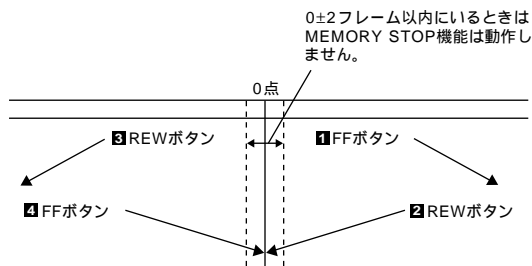 0±2フレーム以内にいるときは
MEMORY STOP機能は動作し
ません。
0点
3 REWボタン
1 FFボタン
4 FFボタン
2 REWボタン